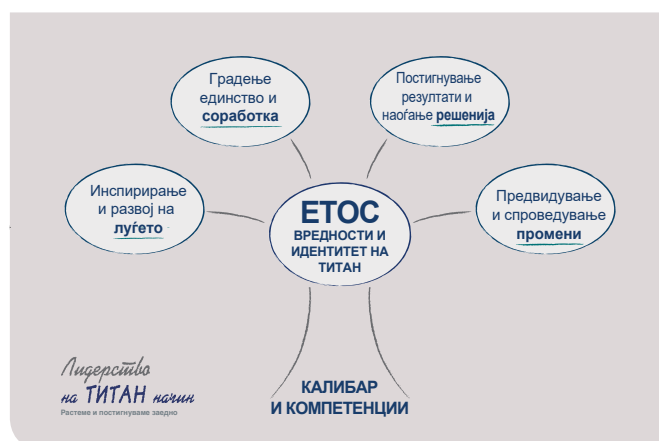 Градење
единство и
соработка
Постигнување
резултати и
наоѓање решенија
Инспирирање
и развој на
луѓето
ЕТОС
ВРЕДНОСТИ И
ИДЕНТИТЕТ НА
ТИТАН
Предвидување
и спроведување
промени
Лидерство
на ТИТАН начин
Растеме и постигнуваме заедно
КАЛИБАР
И КОМПЕТЕНЦИИ